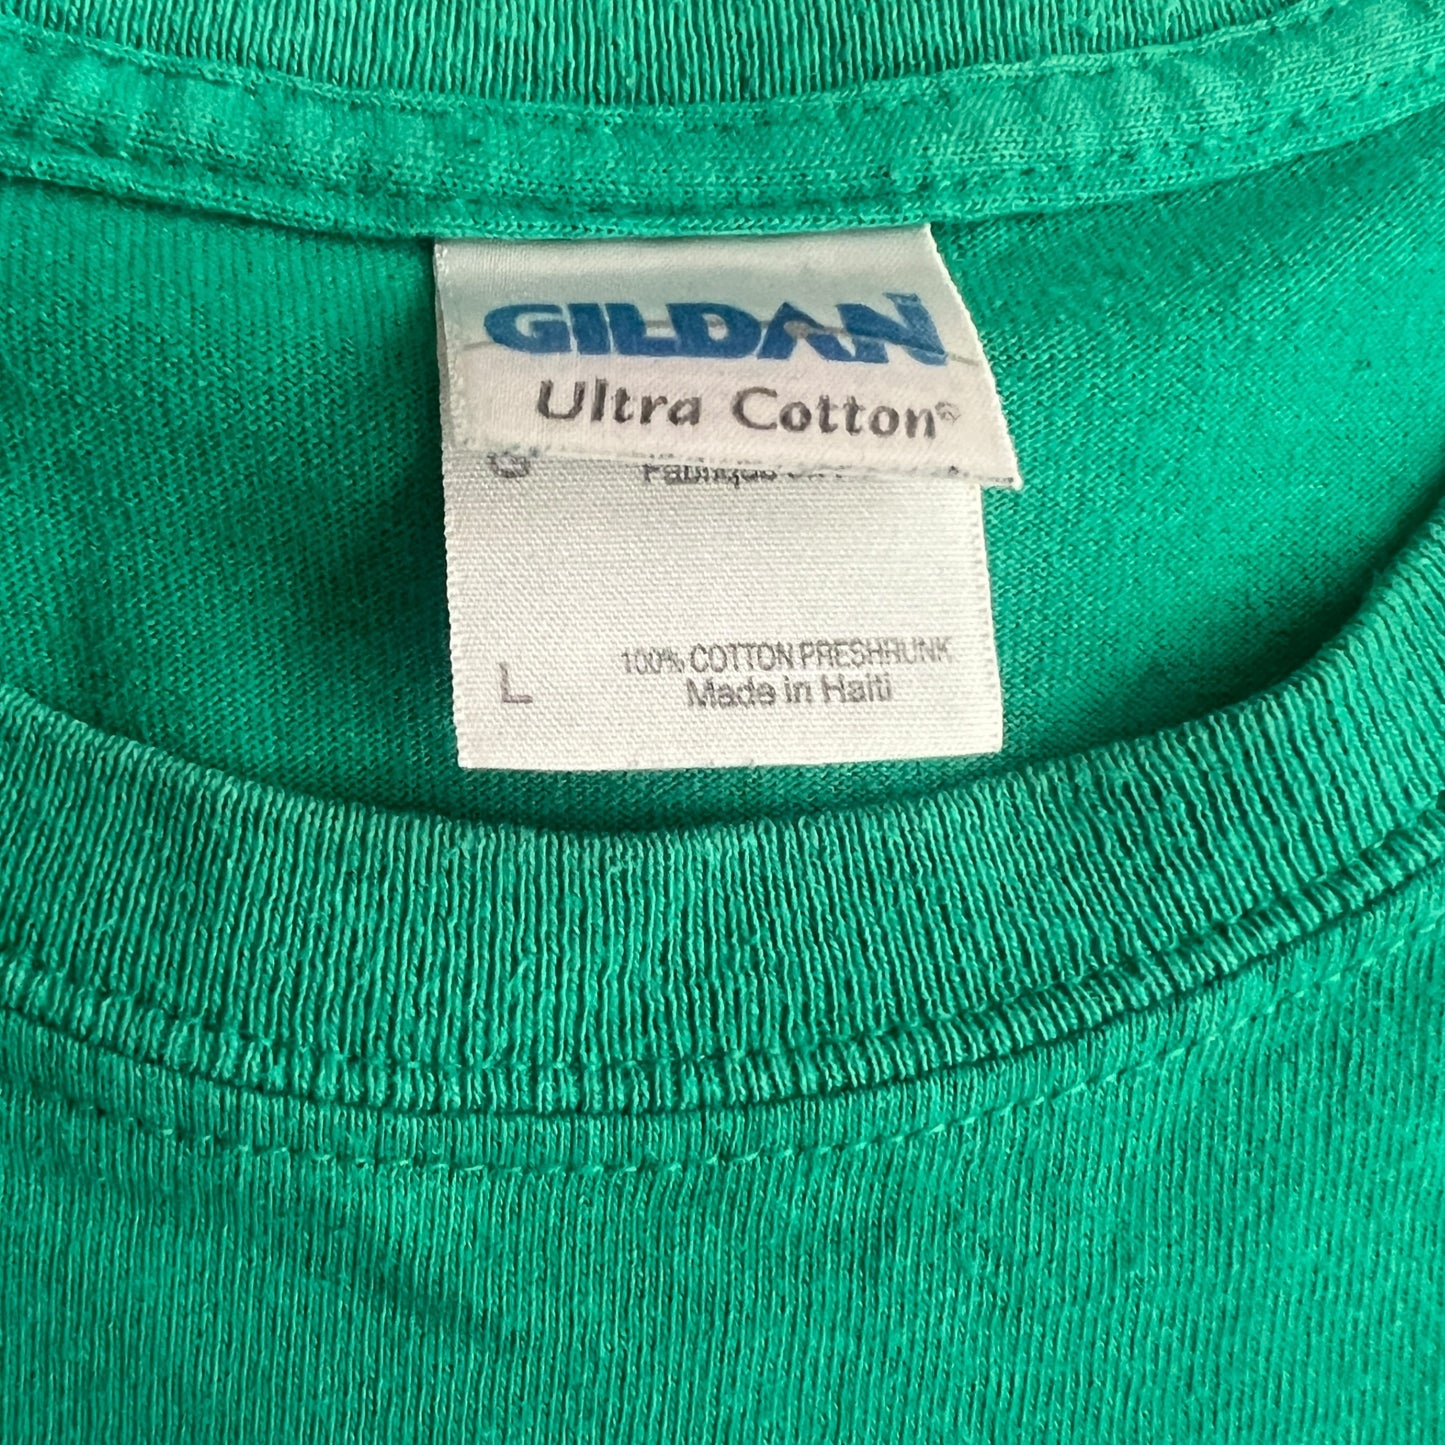 GILDAN
Ultra Cotton®
G
L
100% COTTON PRESHRUNK
Made in Haiti